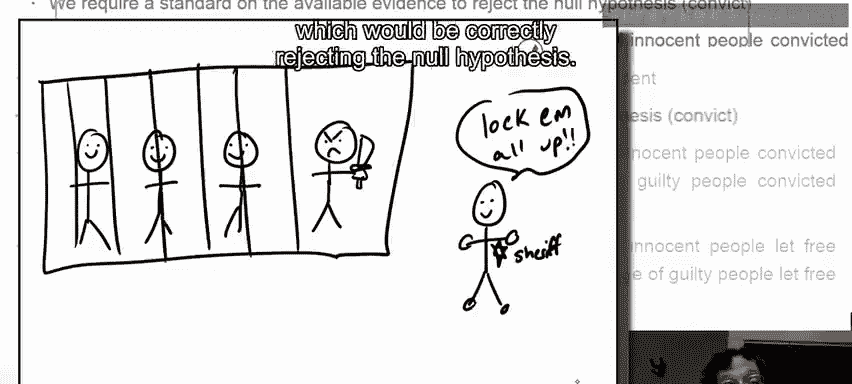 We require a standard on the available evidence to reject the null hypothesis (convict)
which would be correctly
rejecting the null hypothesis.
innocent people convicted
esis (convict)
nocent people convicted
guilty people convicted
innocent people let free
e of guilty people let free
lock em
all up!!
sheriff